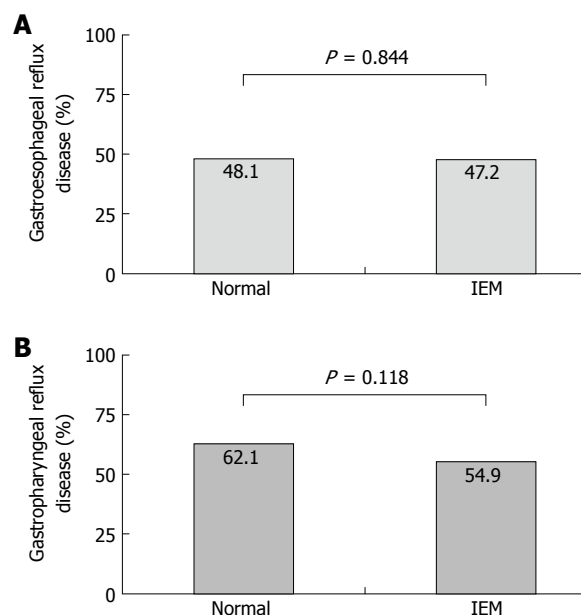 A
Gastroesophageal reflux
disease (%)
100
75
50
25
0
P = 0.844
48.1
47.2
Normal
IEM
B
Gastropharyngeal reflux
disease (%)
100
75
50
25
0
P = 0.118
62.1
54.9
Normal
IEM